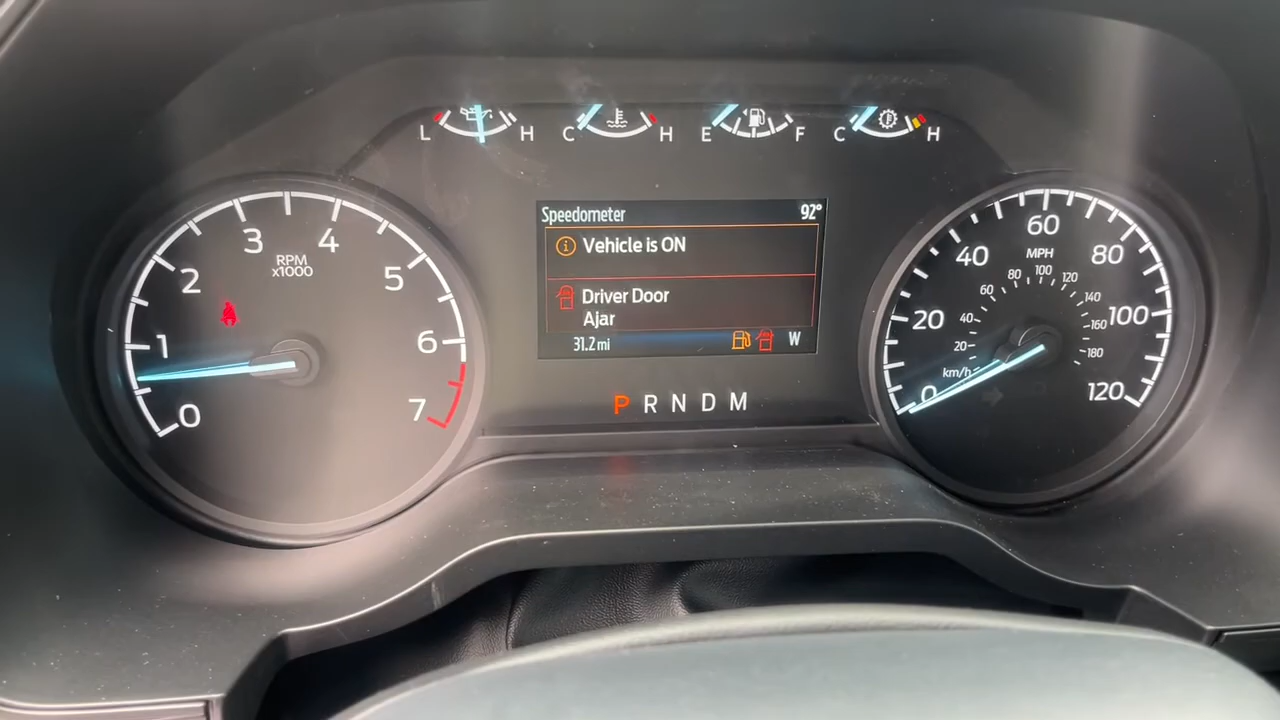 L H C H E F C H
Speedometer 92°
Vehicle is ON
Driver Door
Ajar
31.2 mi W
P R N D M
0 1 2 3 4 5 6 7
RPM
x1000
0 20 40 60 80 100 120
MPH
20 40 60 80 100 120 140 160 180
km/h